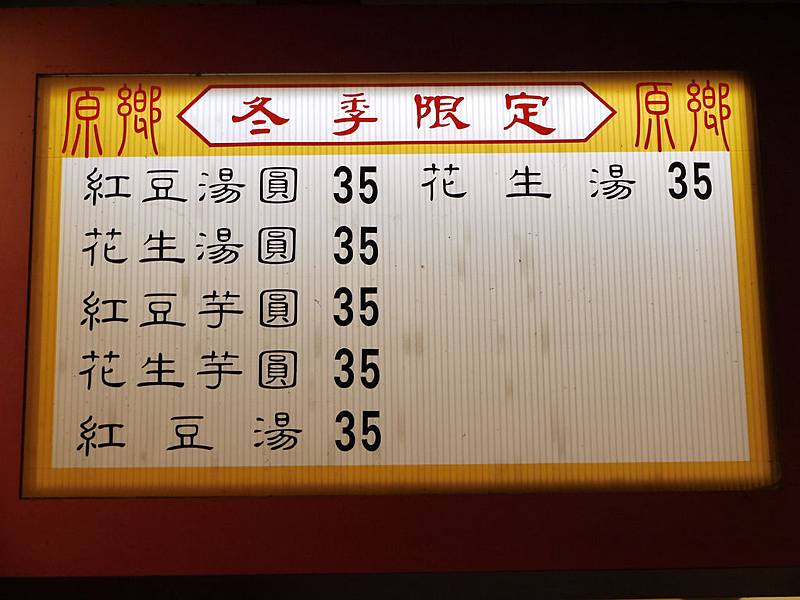 原鄉 冬季限定 原鄉
紅豆湯圓 35 花生湯 35
花生湯圓 35
紅豆芋圓 35
花生芋圓 35
紅豆湯 35